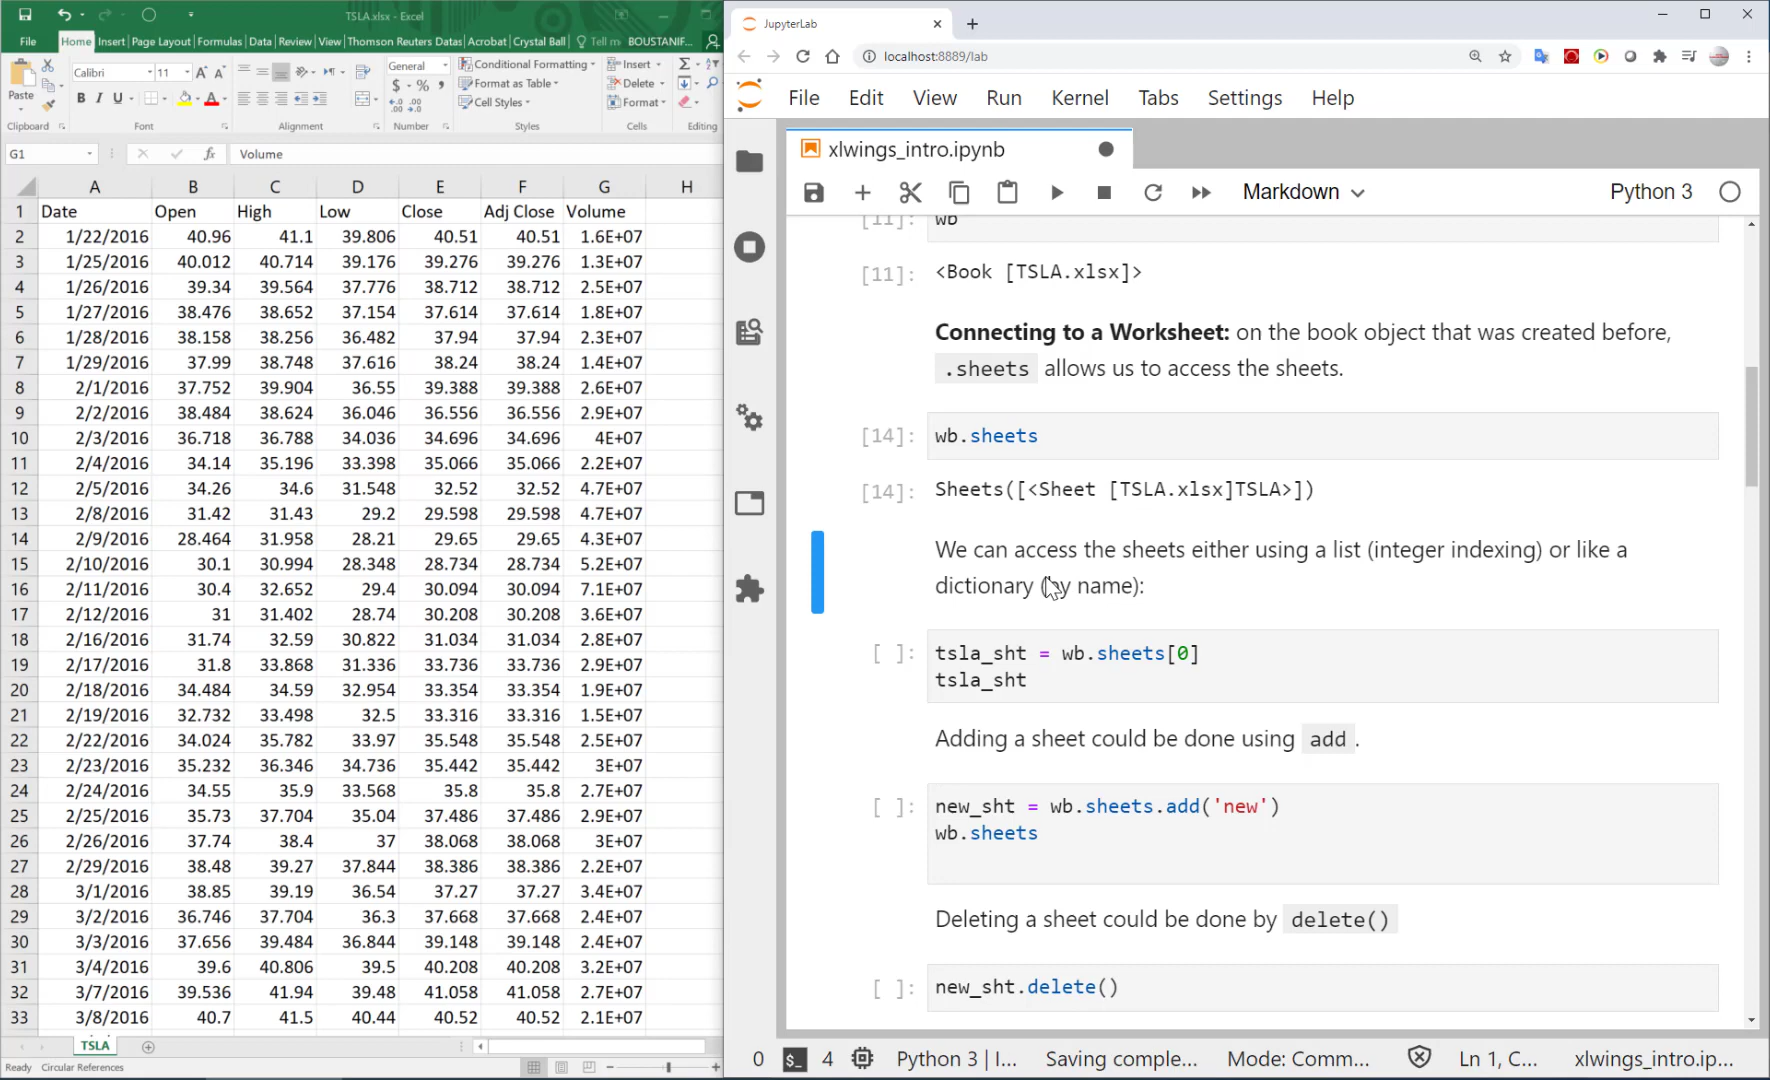 TSLA.xlsx - Excel
File Home Insert Page Layout Formulas Data Review View Thomson Reuters Datas Acrobat Crystal Ball Tell m BOUSTANIF...
Paste
Calibri 11
B I U
General
$ % ,
Conditional Formatting
Format as Table
Cell Styles
Insert
Delete
Format
Clipboard Font Alignment Number Styles Cells Editing
G1 fx Volume
A B C D E F G H
1 Date Open High Low Close Adj Close Volume
2 1/22/2016 40.96 41.1 39.806 40.51 40.51 1.6E+07
3 1/25/2016 40.012 40.714 39.176 39.276 39.276 1.3E+07
4 1/26/2016 39.34 39.564 37.776 38.712 38.712 2.5E+07
5 1/27/2016 38.476 38.652 37.154 37.614 37.614 1.8E+07
6 1/28/2016 38.158 38.256 36.482 37.94 37.94 2.3E+07
7 1/29/2016 37.99 38.748 37.616 38.24 38.24 1.4E+07
8 2/1/2016 37.752 39.904 36.55 39.388 39.388 2.6E+07
9 2/2/2016 38.484 38.624 36.046 36.556 36.556 2.9E+07
10 2/3/2016 36.718 36.788 34.036 34.696 34.696 4E+07
11 2/4/2016 34.14 35.196 33.398 35.066 35.066 2.2E+07
12 2/5/2016 34.26 34.6 31.548 32.52 32.52 4.7E+07
13 2/8/2016 31.42 31.43 29.2 29.598 29.598 4.7E+07
14 2/9/2016 28.464 31.958 28.21 29.65 29.65 4.3E+07
15 2/10/2016 30.1 30.994 28.348 28.734 28.734 5.2E+07
16 2/11/2016 30.4 32.652 29.4 30.094 30.094 7.1E+07
17 2/12/2016 31 31.402 28.74 30.208 30.208 3.6E+07
18 2/16/2016 31.74 32.59 30.822 31.034 31.034 2.8E+07
19 2/17/2016 31.8 33.868 31.336 33.736 33.736 2.9E+07
20 2/18/2016 34.484 34.59 32.954 33.354 33.354 1.9E+07
21 2/19/2016 32.732 33.498 32.5 33.316 33.316 1.5E+07
22 2/22/2016 34.024 35.782 33.97 35.548 35.548 2.5E+07
23 2/23/2016 35.232 36.346 34.736 35.442 35.442 3E+07
24 2/24/2016 34.55 35.9 33.568 35.8 35.8 2.7E+07
25 2/25/2016 35.73 37.704 35.04 37.486 37.486 2.9E+07
26 2/26/2016 37.74 38.4 37 38.068 38.068 3E+07
27 2/29/2016 38.48 39.27 37.844 38.386 38.386 2.2E+07
28 3/1/2016 38.85 39.19 36.54 37.27 37.27 3.4E+07
29 3/2/2016 36.746 37.704 36.3 37.668 37.668 2.4E+07
30 3/3/2016 37.656 39.484 36.844 39.148 39.148 2.4E+07
31 3/4/2016 39.6 40.806 39.5 40.208 40.208 3.2E+07
32 3/7/2016 39.536 41.94 39.48 41.058 41.058 2.7E+07
33 3/8/2016 40.7 41.5 40.44 40.52 40.52 2.1E+07
TSLA
Ready Circular References
JupyterLab
localhost:8889/lab
File Edit View Run Kernel Tabs Settings Help
xlwings_intro.ipynb
Markdown Python 3
[11]: wb
[11]: <Book [TSLA.xlsx]>
Connecting to a Worksheet: on the book object that was created before,
.sheets allows us to access the sheets.
[14]: wb.sheets
[14]: Sheets([<Sheet [TSLA.xlsx]TSLA>])
We can access the sheets either using a list (integer indexing) or like a
dictionary (by name):
[ ]: tsla_sht = wb.sheets[0]
tsla_sht
Adding a sheet could be done using add .
[ ]: new_sht = wb.sheets.add('new')
wb.sheets
Deleting a sheet could be done by delete()
[ ]: new_sht.delete()
0 $_ 4 Python 3 | I... Saving comple... Mode: Comm... Ln 1, C... xlwings_intro.ip...